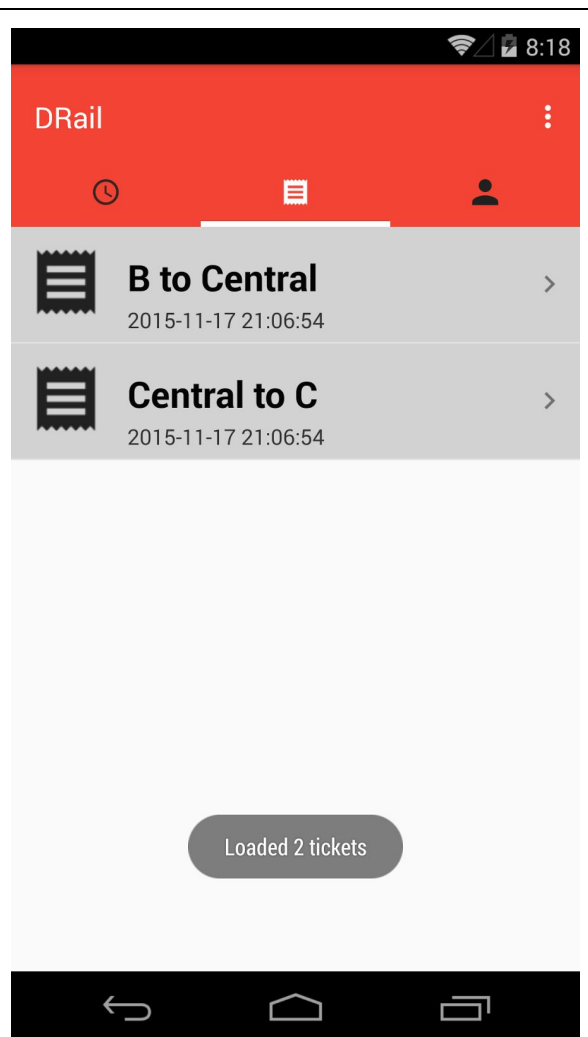 8:18
DRail
B to Central
2015-11-17 21:06:54
Central to C
2015-11-17 21:06:54
Loaded 2 tickets